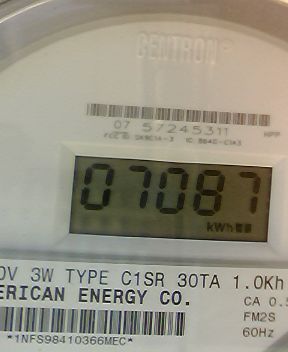 CENTRON®
07 57245311
HPP
07087
kWh
0V 3W TYPE C1SR 30TA 1.0Kh
ERICAN ENERGY CO.
CA 0.5
FM2S
60Hz
*1NFS98410366MEC*